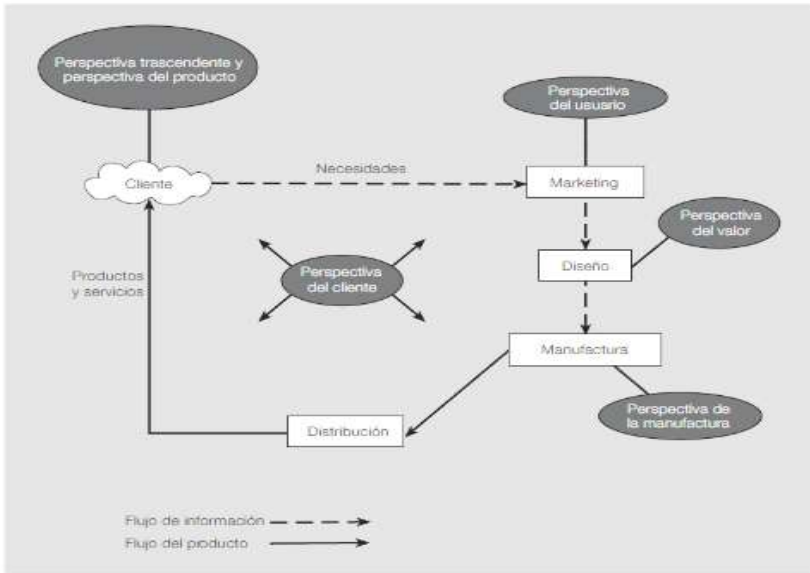 Perspectiva trascendente y
perspectiva del producto
Perspectiva
del ususrio
Necesidades
Cliente
Marketing
Perspectiva
del valor
Productos
y servicios
Perspectiva
del cliente
Diseño
Manufactura
Perspectiva de
la manufactura
Distribución
Flujo de información
Flujo del producto